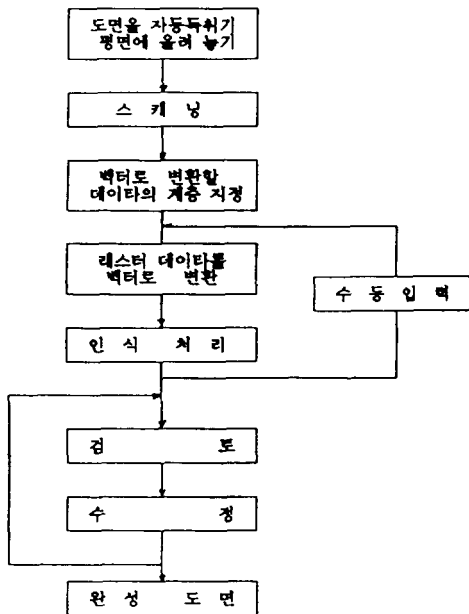 도면을 자동독취기
평면에 올려 놓기
스 캐 닝
벡터로 변환할
데이타의 계층 지정
래스터 데이타를
벡터로 변환
수 동 입 력
인 식 처 리
검 토
수 정
완 성 도 면